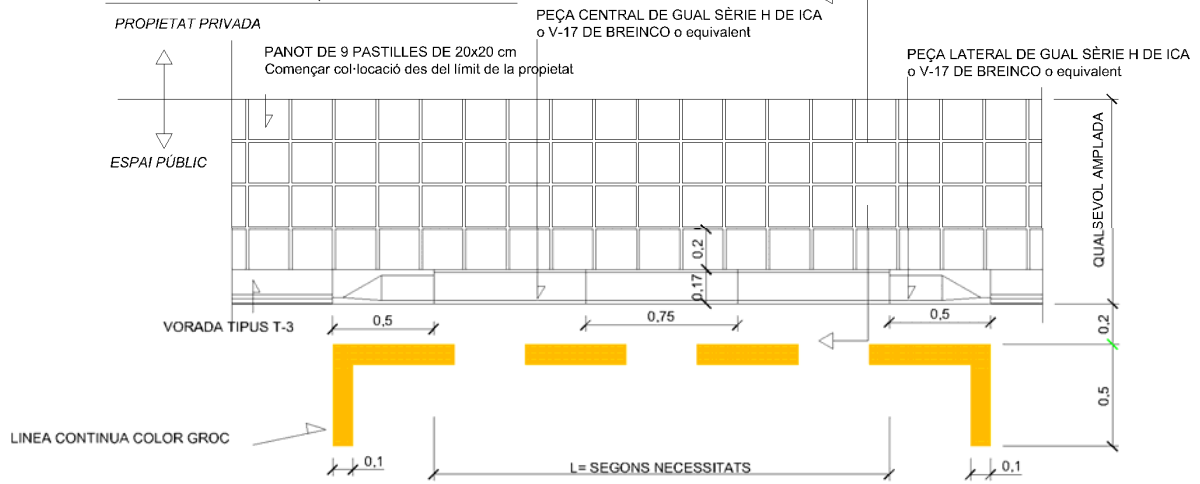 PROPIETAT PRIVADA
PEÇA CENTRAL DE GUAL SÈRIE H DE ICA
o V-17 DE BREINCO o equivalent
PANOT DE 9 PASTILLES DE 20x20 cm
Començar col·locació des del límit de la propietat
PEÇA LATERAL DE GUAL SÈRIE H DE ICA
o V-17 DE BREINCO o equivalent
ESPAI PÚBLIC
QUALSEVOL AMPLADA
0,2
0,17
VORADA TIPUS T-3
0,5
0,75
0,5
0,2
0,5
LINEA CONTINUA COLOR GROC
0,1
L= SEGONS NECESSITATS
0,1